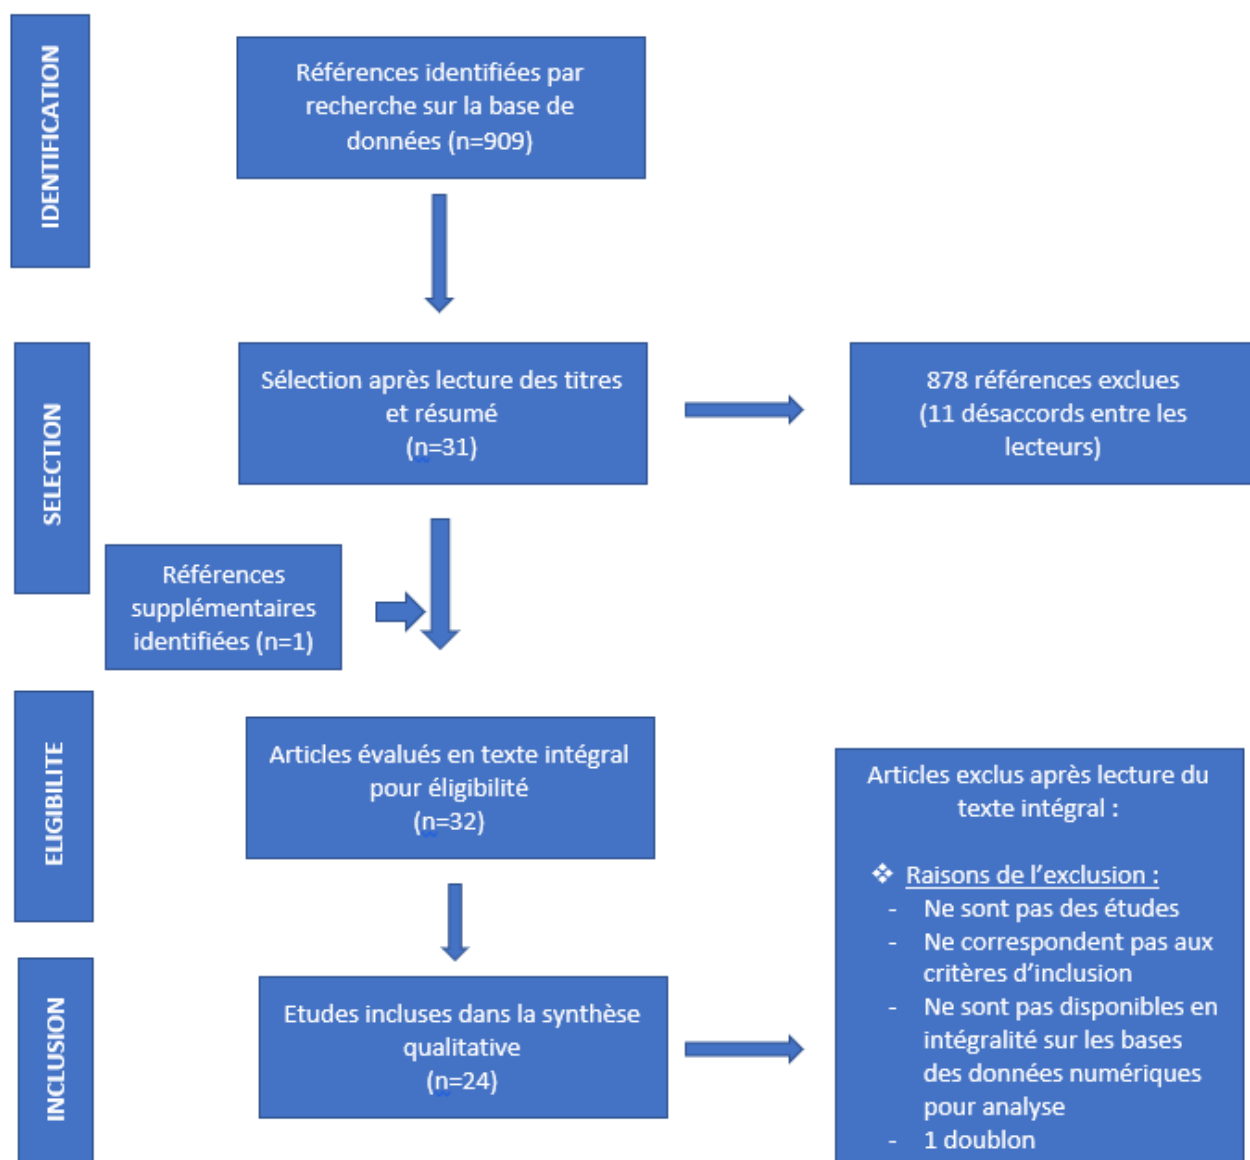 IDENTIFICATION
Références identifiées par
recherche sur la base de
données (n=909)
SELECTION
Sélection après lecture des titres
et résumé
(n=31)
878 références exclues
(11 désaccords entre les
lecteurs)
Références
supplémentaires
identifiées (n=1)
ELIGIBILITE
Articles évalués en texte intégral
pour éligibilité
(n=32)
INCLUSION
Etudes incluses dans la synthèse
qualitative
(n=24)
Articles exclus après lecture du
texte intégral :
❖ Raisons de l'exclusion :
- Ne sont pas des études
- Ne correspondent pas aux
critères d'inclusion
- Ne sont pas disponibles en
intégralité sur les bases
des données numériques
pour analyse
- 1 doublon